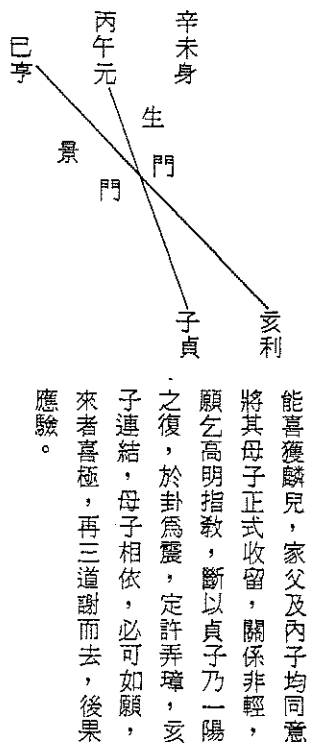 辛未身
丙午元
巳亨
生門
景門
亥利
子貞
能喜獲麟兒，家父及內子均同意
將其母子正式收留，關係非輕，
願乞高明指教，斷以貞子乃一陽
之復，於卦爲震，定許弄璋，亥
子連結，母子相依，必可如願，
來者喜極，再三道謝而去，後果
應驗。